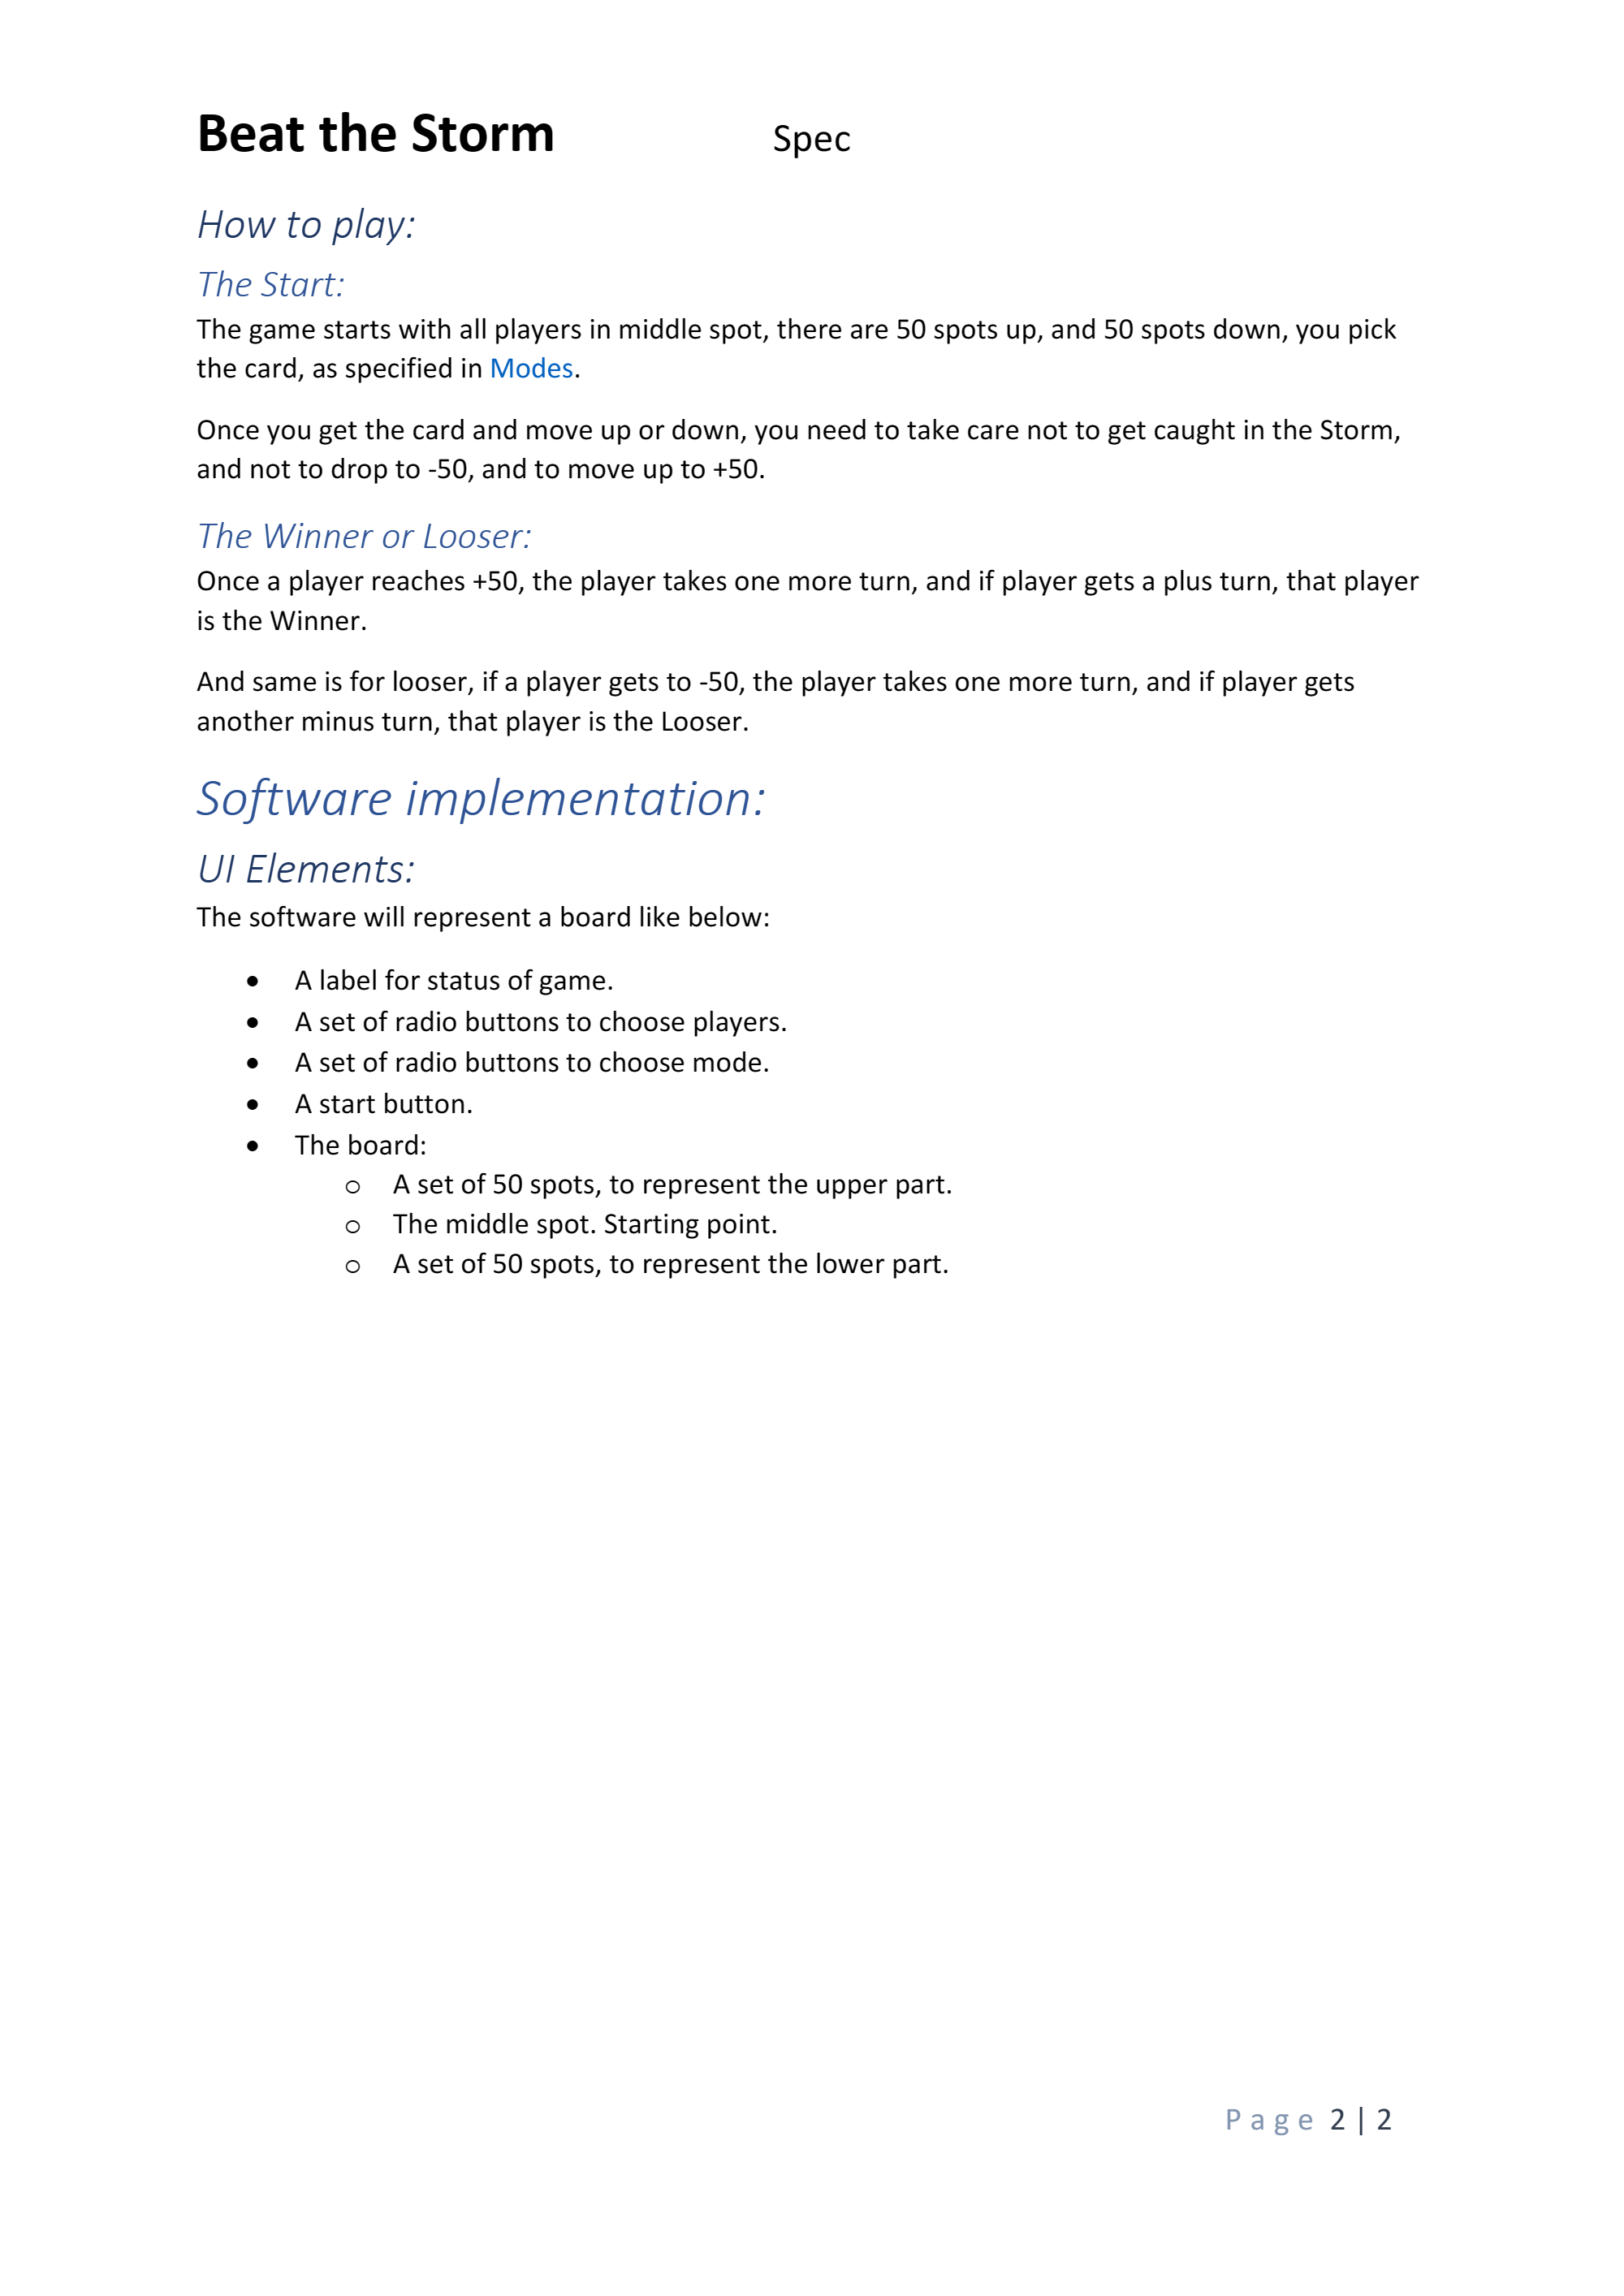 Beat the Storm Spec
How to play:
The Start:
The game starts with all players in middle spot, there are 50 spots up, and 50 spots down, you pick
the card, as specified in Modes.
Once you get the card and move up or down, you need to take care not to get caught in the Storm,
and not to drop to -50, and to move up to +50.
The Winner or Looser:
Once a player reaches +50, the player takes one more turn, and if player gets a plus turn, that player
is the Winner.
And same is for looser, if a player gets to -50, the player takes one more turn, and if player gets
another minus turn, that player is the Looser.
Software implementation:
UI Elements:
The software will represent a board like below:
• A label for status of game.
• A set of radio buttons to choose players.
• A set of radio buttons to choose mode.
• A start button.
• The board:
o A set of 50 spots, to represent the upper part.
o The middle spot. Starting point.
o A set of 50 spots, to represent the lower part.
Page 2 | 2